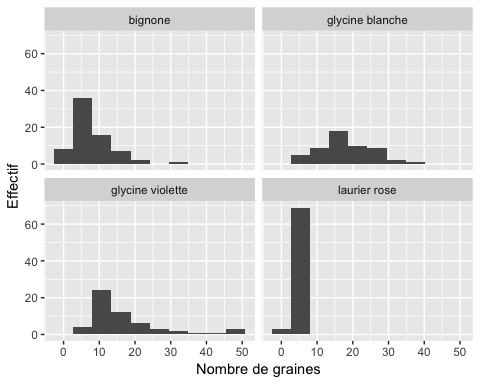 bignone
glycine blanche
60
40
20
0
glycine violette
laurier rose
60
40
20
0
0 10 20 30 40 50 0 10 20 30 40 50
Effectif
Nombre de graines